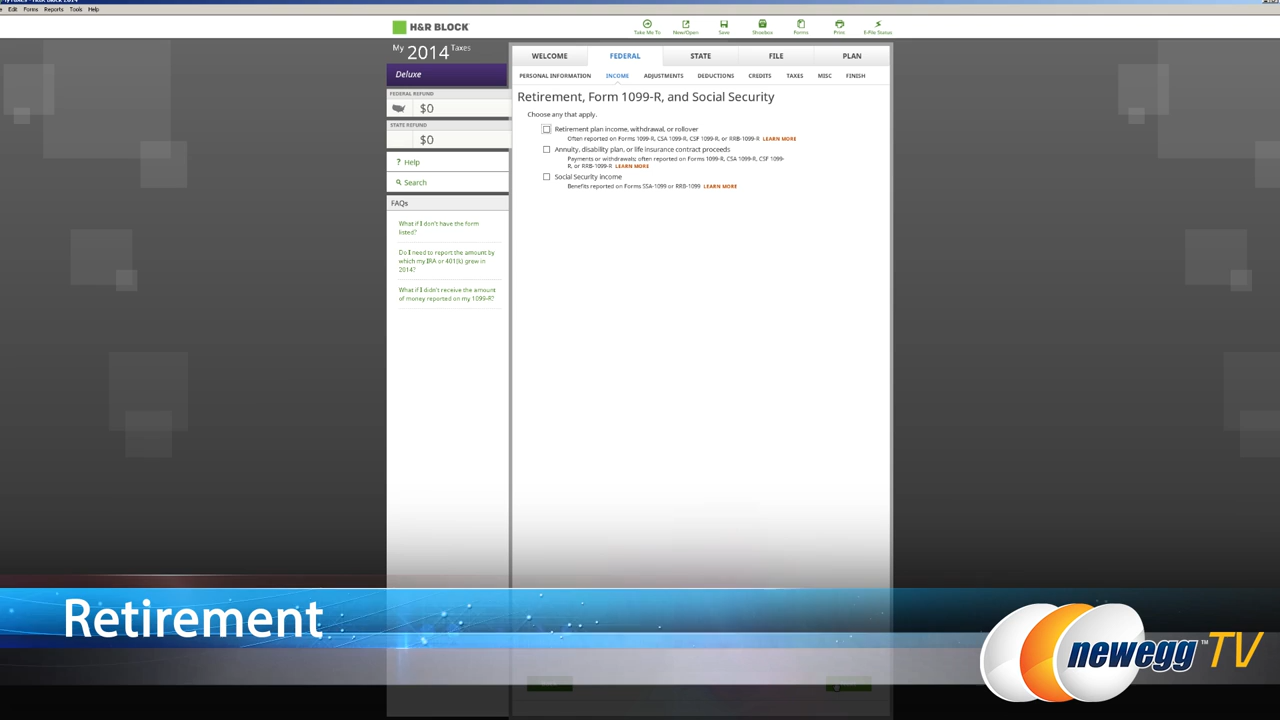 Edit Forms Reports Tools Help
H&R BLOCK
Take Me To
New/Open
Save
Shoebox
Forms
Print
E-File Status
My 2014 Taxes
Deluxe
FEDERAL REFUND
$0
STATE REFUND
$0
? Help
Search
FAQs
What if I don't have the form
listed?
Do I need to report the amount by
which my IRA or 401(k) grew in
2014?
What if I didn't receive the amount
of money reported on my 1099-R?
WELCOME
FEDERAL
STATE
FILE
PLAN
PERSONAL INFORMATION
INCOME
ADJUSTMENTS
DEDUCTIONS
CREDITS
TAXES
MISC
FINISH
Retirement, Form 1099-R, and Social Security
Choose any that apply.
Retirement plan income, withdrawal, or rollover
Often reported on Forms 1099-R, CSA 1099-R, CSF 1099-R, or RRB-1099-R LEARN MORE
Annuity, disability plan, or life insurance contract proceeds
Payments or withdrawals; often reported on Forms 1099-R, CSA 1099-R, CSF 1099-
R, or RRB-1099-R LEARN MORE
Social Security income
Benefits reported on Forms SSA-1099 or RRB-1099 LEARN MORE
Retirement
newegg™TV